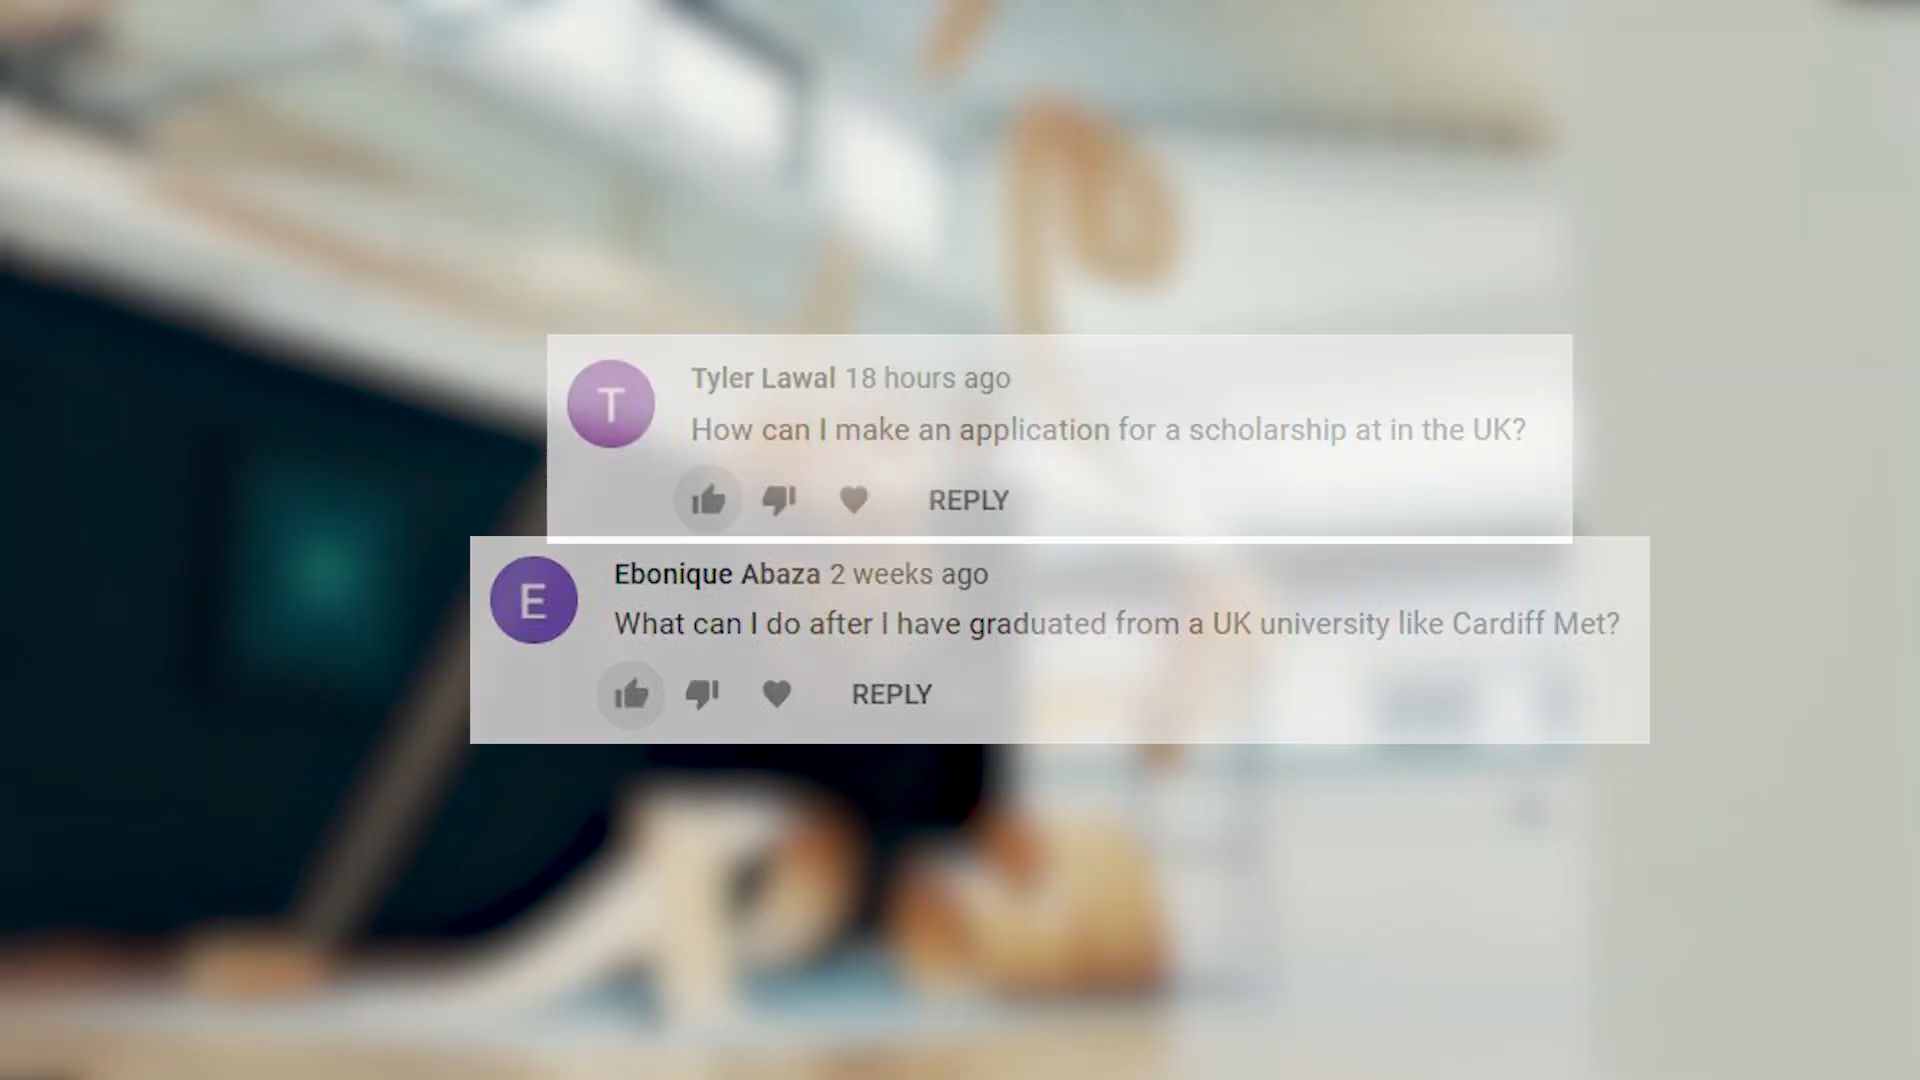 T
Tyler Lawal 18 hours ago
How can I make an application for a scholarship at in the UK?
REPLY
E
Ebonique Abaza 2 weeks ago
What can I do after I have graduated from a UK university like Cardiff Met?
REPLY